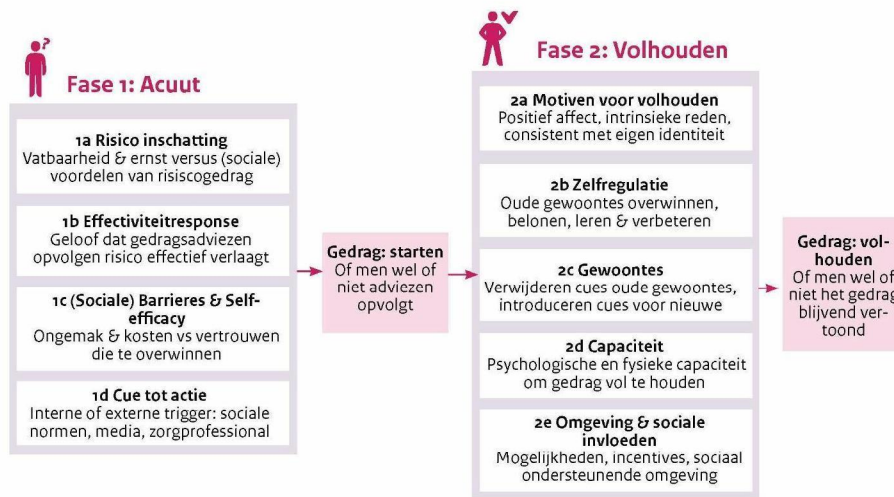 ?
Fase 1: Acuut
1a Risico inschatting
Vatbaarheid & ernst versus (sociale)
voordelen van risiscogedrag
1b Effectiviteitresponse
Geloof dat gedragsadviezen
opvolgen risico effectief verlaagt
1c (Sociale) Barrieres & Self-
efficacy
Ongemak & kosten vs vertrouwen
die te overwinnen
1d Cue tot actie
Interne of externe trigger: sociale
normen, media, zorgprofessional
Gedrag: starten
Of men wel of
niet adviezen
opvolgt
Fase 2: Volhouden
2a Motiven voor volhouden
Positief affect, intrinsieke reden,
consistent met eigen identiteit
2b Zelfregulatie
Oude gewoontes overwinnen,
belonen, leren & verbeteren
2c Gewoontes
Verwijderen cues oude gewoontes,
introduceren cues voor nieuwe
2d Capaciteit
Psychologische en fysieke capaciteit
om gedrag vol te houden
2e Omgeving & sociale
invloeden
Mogelijkheden, incentives, sociaal
ondersteunende omgeving
Gedrag: vol-
houden
Of men wel of
niet het gedrag
blijvend ver-
toond